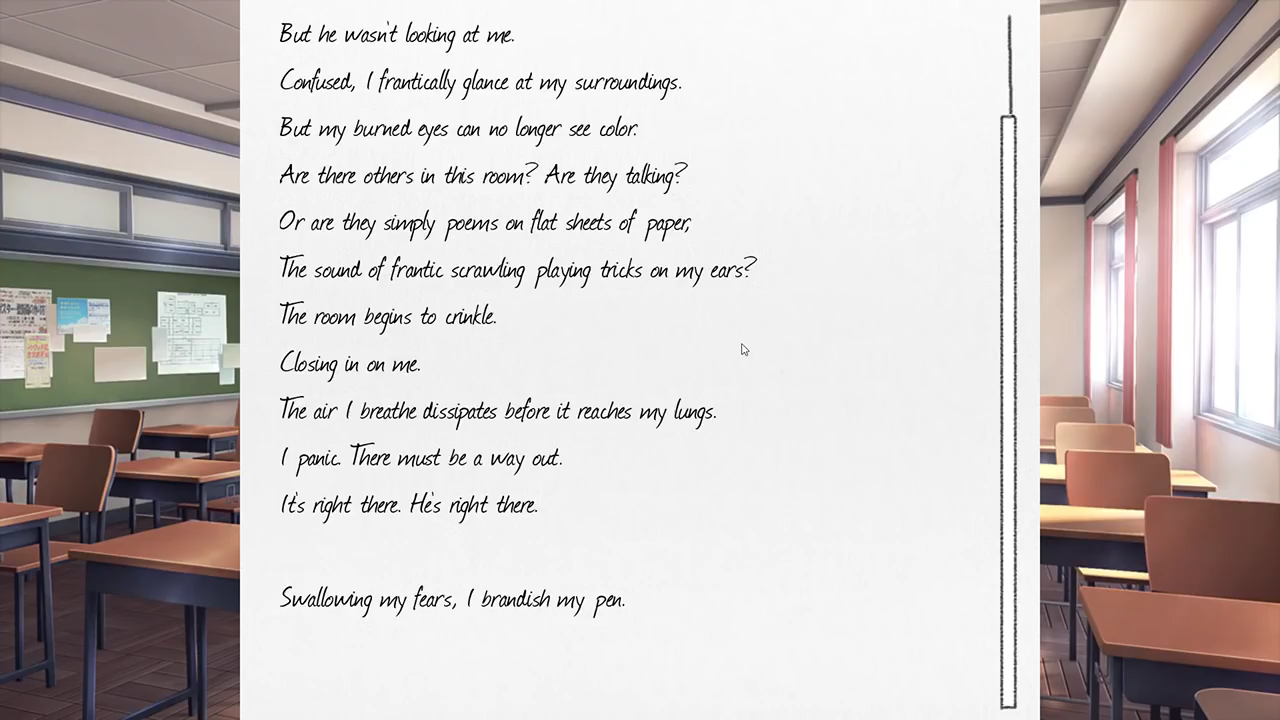 But he wasn't looking at me.
Confused, I frantically glance at my surroundings.
But my burned eyes can no longer see color.
Are there others in this room? Are they talking?
Or are they simply poems on flat sheets of paper,
The sound of frantic scrawling playing tricks on my ears?
The room begins to crinkle.
Closing in on me.
The air I breathe dissipates before it reaches my lungs.
I panic. There must be a way out.
It's right there. He's right there.
Swallowing my fears, I brandish my pen.